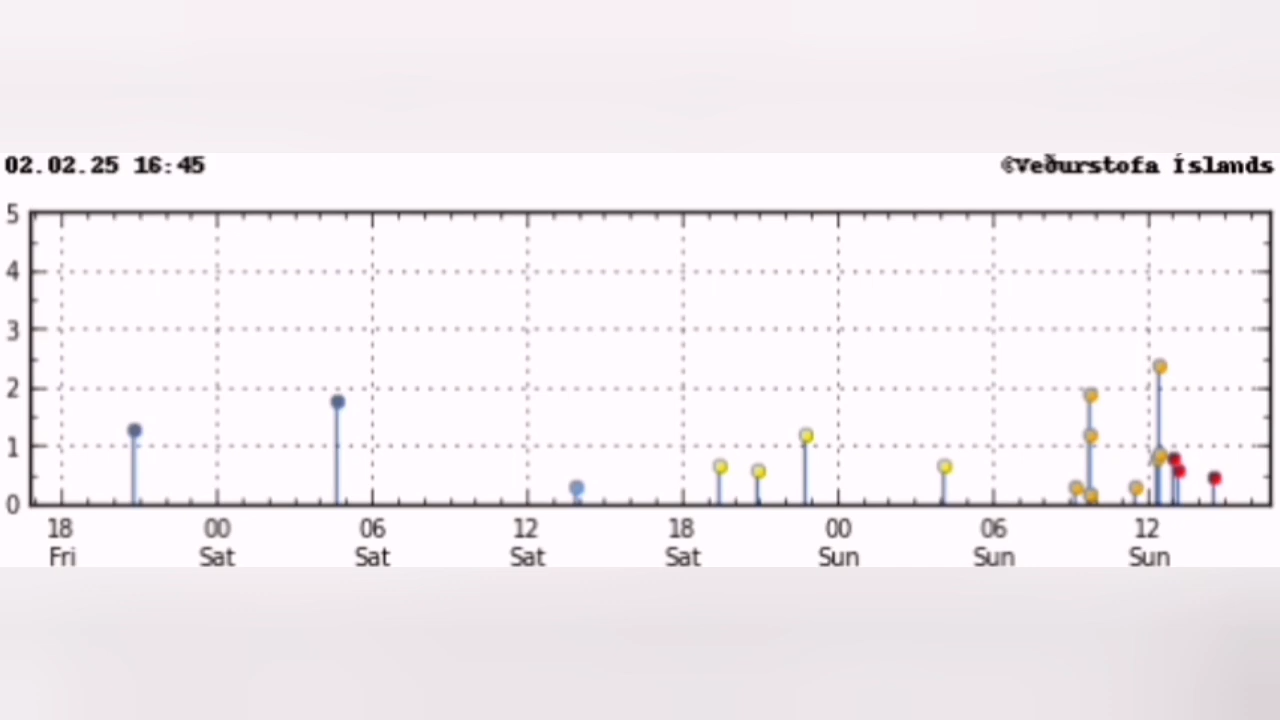 02.02.25 16:45
©Veðurstofa Íslands
5
4
3
2
1
0
18 00 06 12 18 00 06 12
Fri Sat Sat Sat Sat Sun Sun Sun